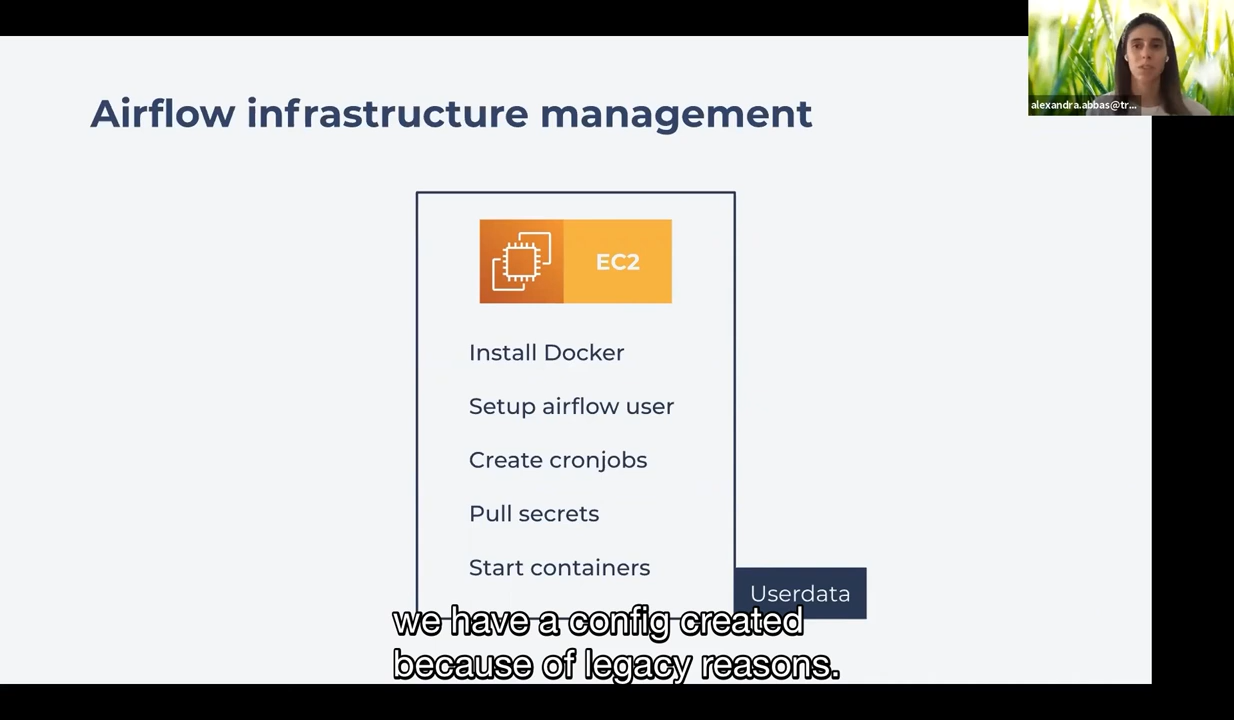 alexandra.abbas@tr...
Airflow infrastructure management
EC2
Install Docker
Setup airflow user
Create cronjobs
Pull secrets
Start containers
Userdata
we have a config created
because of legacy reasons.